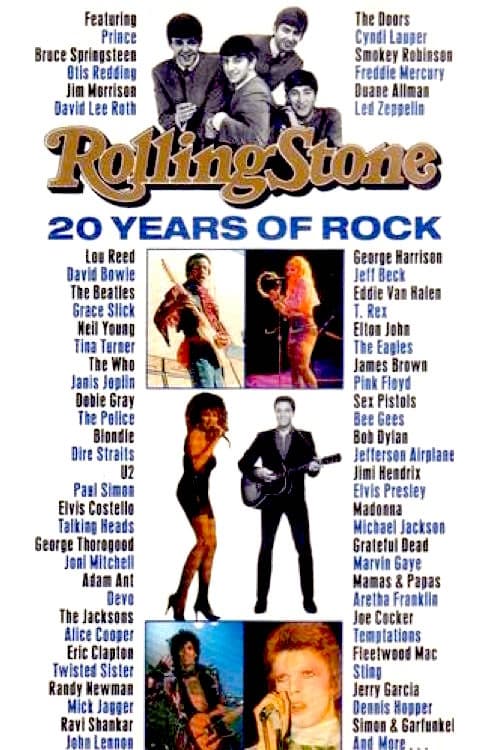 Featuring
Prince
Bruce Springsteen
Otis Redding
Jim Morrison
David Lee Roth
The Doors
Cyndi Lauper
Smokey Robinson
Freddie Mercury
Duane Allman
Led Zeppelin
RollingStone
20 YEARS OF ROCK
Lou Reed
David Bowie
The Beatles
Grace Slick
Neil Young
Tina Turner
The Who
Janis Joplin
Dobie Gray
The Police
Blondie
Dire Straits
U2
Paul Simon
Elvis Costello
Talking Heads
George Thorogood
Joni Mitchell
Adam Ant
Devo
The Jacksons
Alice Cooper
Eric Clapton
Twisted Sister
Randy Newman
Mick Jagger
Ravi Shankar
John Lennon
George Harrison
Jeff Beck
Eddie Van Halen
T. Rex
Elton John
The Eagles
James Brown
Pink Floyd
Sex Pistols
Bee Gees
Bob Dylan
Jefferson Airplane
Jimi Hendrix
Elvis Presley
Madonna
Michael Jackson
Grateful Dead
Marvin Gaye
Mamas & Papas
Aretha Franklin
Joe Cocker
Temptations
Fleetwood Mac
Sting
Jerry Garcia
Dennis Hopper
Simon & Garfunkel
And More . . . .